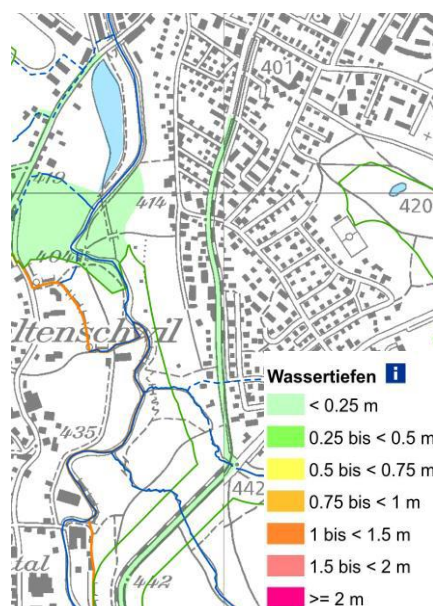 401
419
414
420
404
ltenschwil
Wassertiefen i
< 0.25 m
0.25 bis < 0.5 m
435
0.5 bis < 0.75 m
442
0.75 bis < 1 m
1 bis < 1.5 m
tal
442
1.5 bis < 2 m
>= 2 m